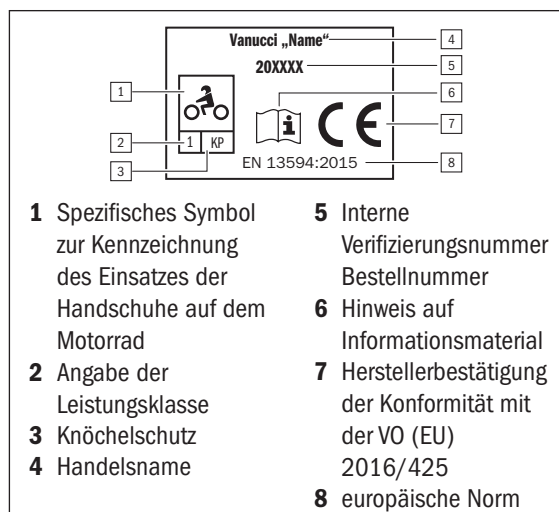 Vanucci „Name“ 4
20XXXX 5
1 6
7
2 1 KP
3 EN 13594:2015 8
1 Spezifisches Symbol
zur Kennzeichnung
des Einsatzes der
Handschuhe auf dem
Motorrad
2 Angabe der
Leistungsklasse
3 Knöchelschutz
4 Handelsname
5 Interne
Verifizierungsnummer
Bestellnummer
6 Hinweis auf
Informationsmaterial
7 Herstellerbestätigung
der Konformität mit
der VO (EU)
2016/425
8 europäische Norm